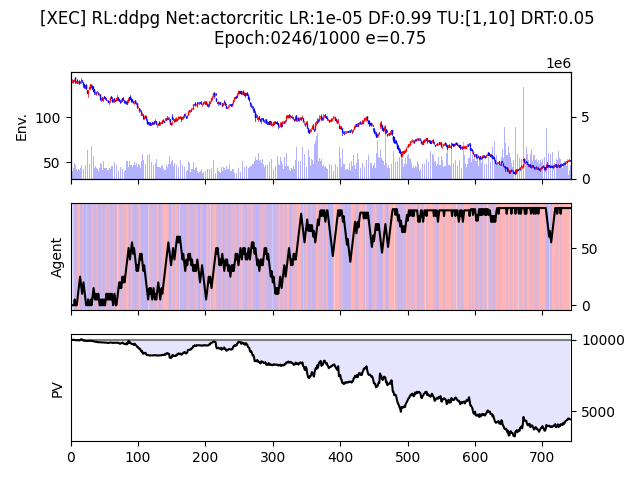 [XEC] RL:ddpg Net:actorcritic LR:1e-05 DF:0.99 TU:[1,10] DRT:0.05
Epoch:0246/1000 e=0.75
1e6
Env.
100
50
5
0
Agent
50
0
PV
10000
5000
0 100 200 300 400 500 600 700